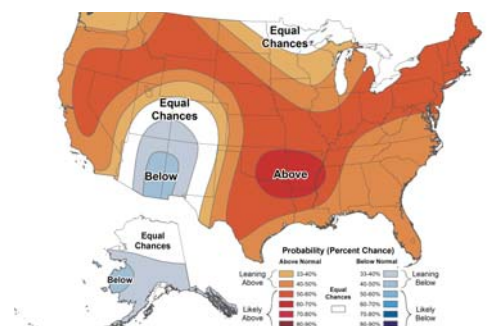 Equal
Chances
Equal
Chances
Below
Above
Equal
Chances
Below
Probability (Percent Chance)
Above Normal
Below Normal
Leaning
Above
33-40%
40-50%
50-60%
60-70%
70-80%
80-90%
Likely
Above
Equal
Chances
33-40%
40-50%
50-60%
60-70%
70-80%
80-90%
Leaning
Below
Likely
Below